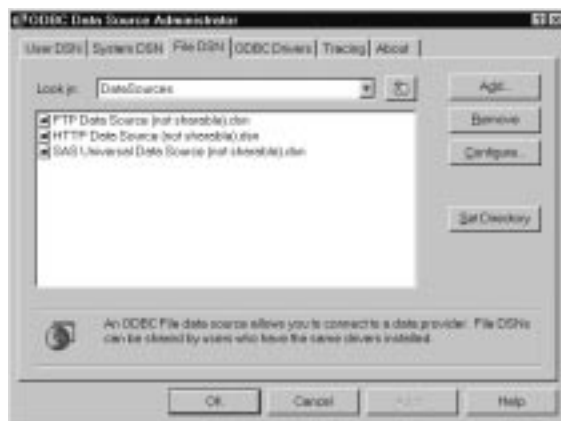 ODBC Data Source Administrator
User DSN System DSN File DSN ODBC Drivers Tracing About
Look in: DataSources
Add...
FTP Data Source (not sharable).dsn
HTTP Data Source (not sharable).dsn
SAS Universal Data Source (not sharable).dsn
Remove
Configure...
Set Directory
An ODBC File data source allows you to connect to a data provider. File DSNs
can be shared by users who have the same drivers installed.
OK Cancel Apply Help